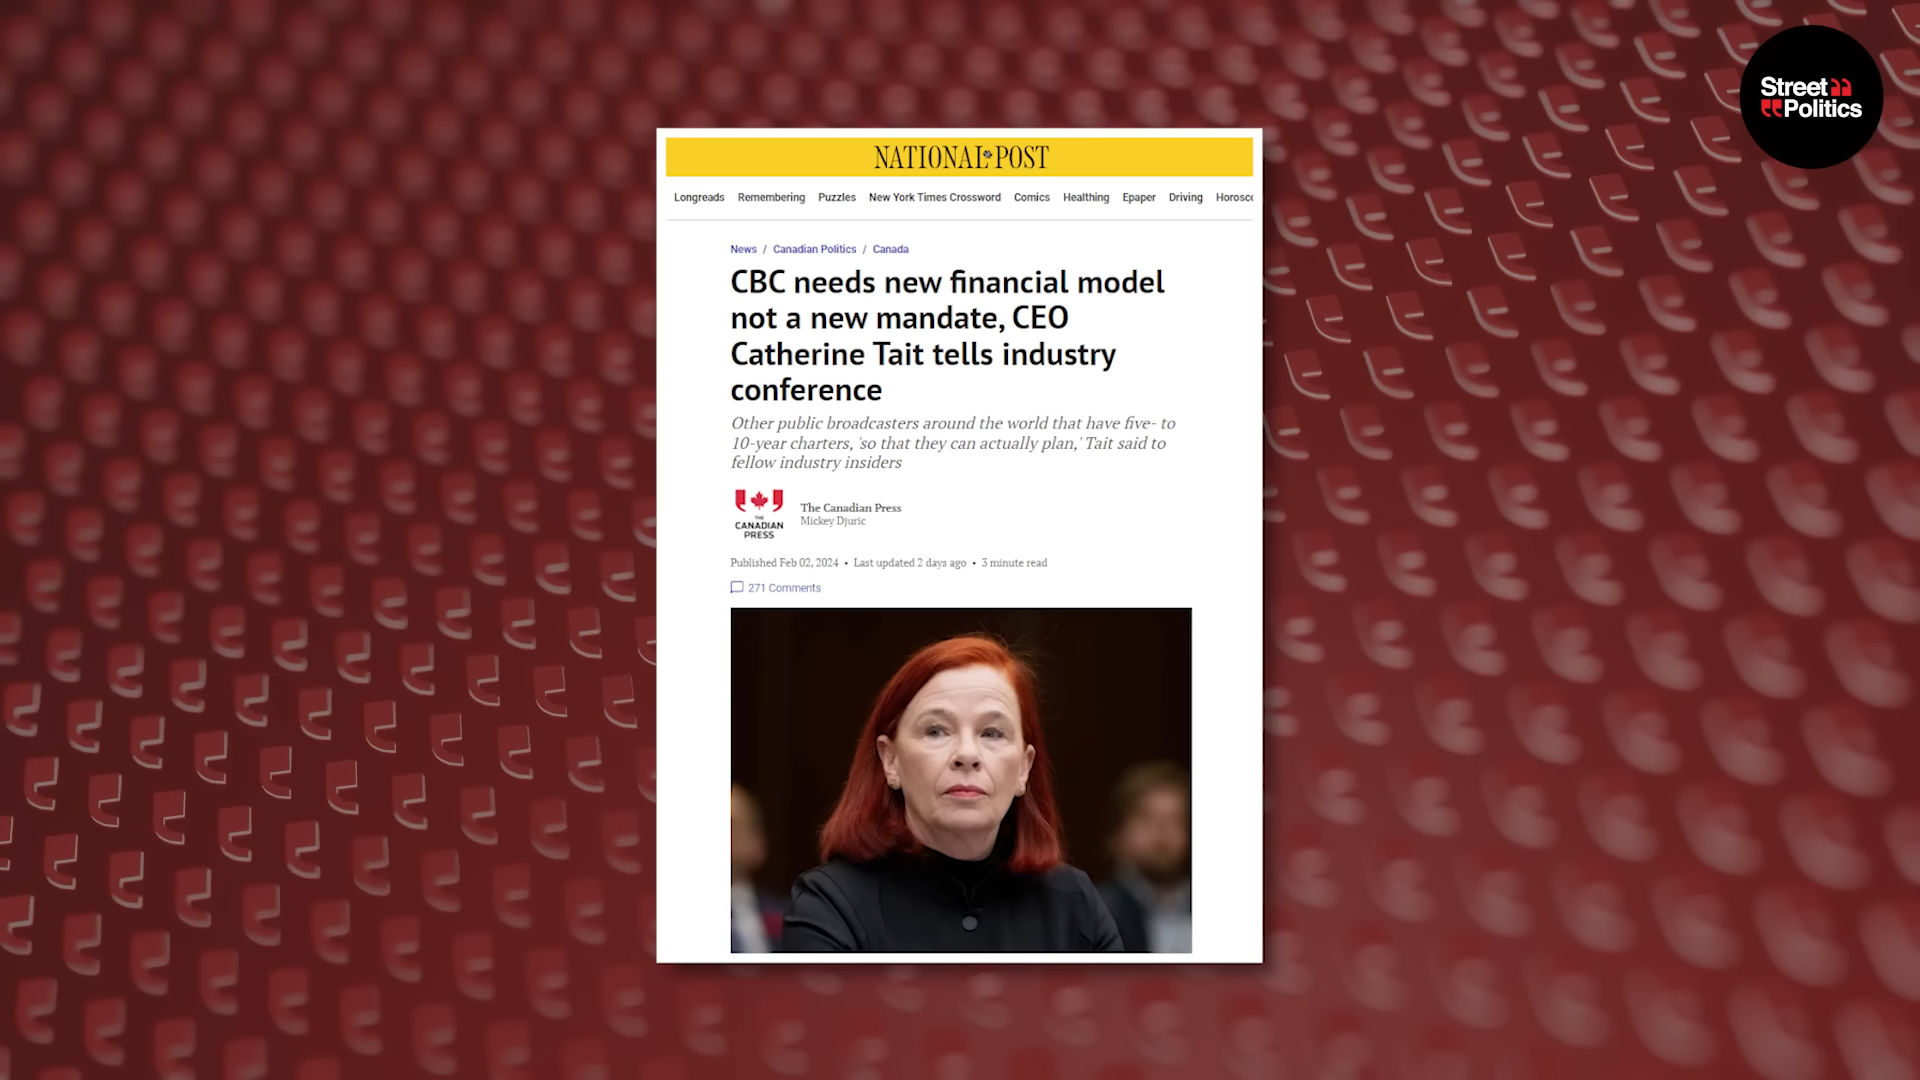 Street
Politics
NATIONAL POST
Longreads Remembering Puzzles New York Times Crossword Comics Healthing Epaper Driving Horosc
News / Canadian Politics / Canada
CBC needs new financial model
not a new mandate, CEO
Catherine Tait tells industry
conference
Other public broadcasters around the world that have five- to
10-year charters, 'so that they can actually plan,' Tait said to
fellow industry insiders
THE
CANADIAN
PRESS
The Canadian Press
Mickey Djuric
Published Feb 02, 2024 • Last updated 2 days ago • 3 minute read
271 Comments